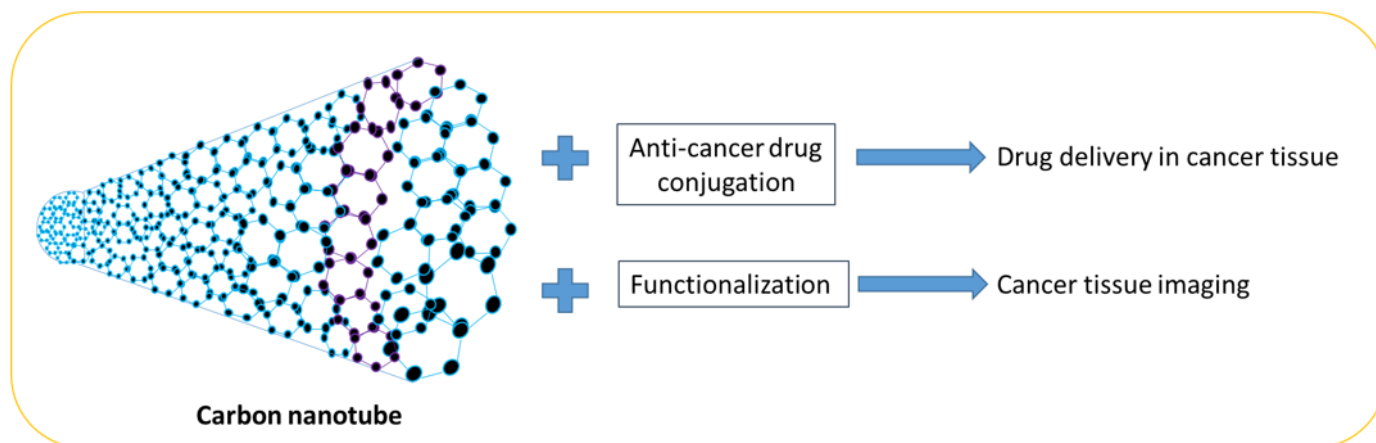 Anti-cancer drug
conjugation
Drug delivery in cancer tissue
Functionalization
Cancer tissue imaging
Carbon nanotube